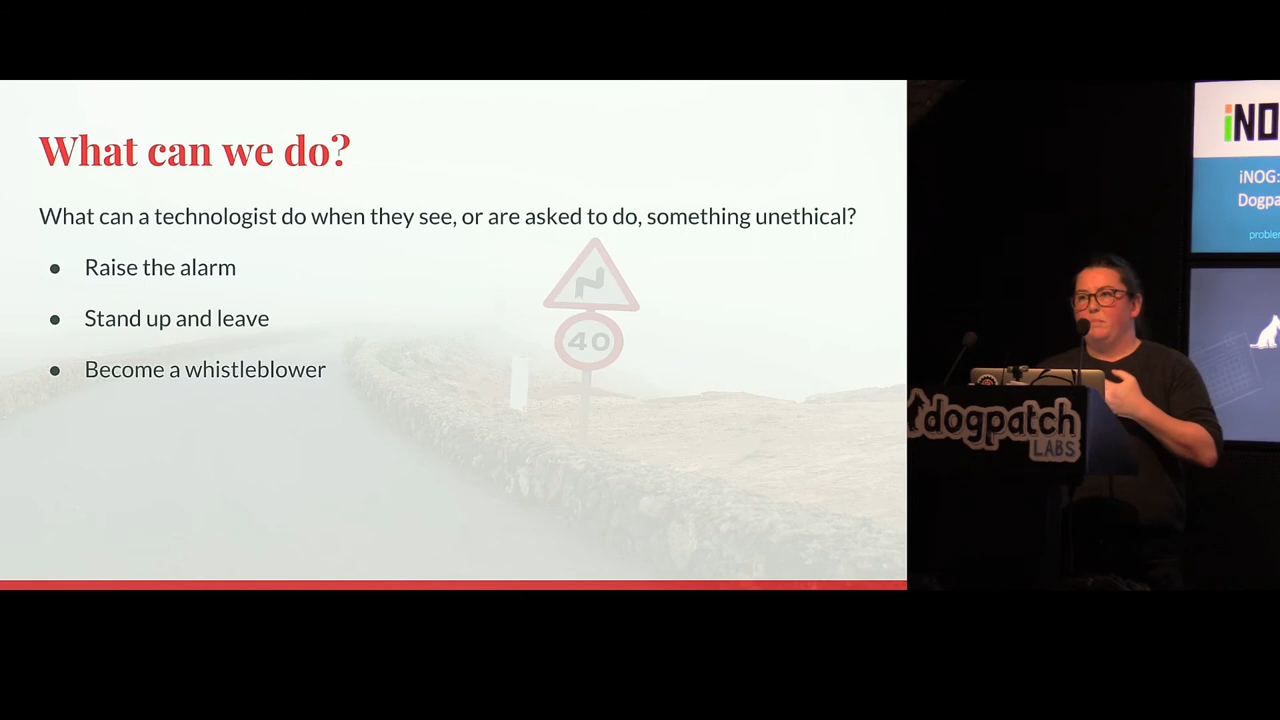 What can we do?
What can a technologist do when they see, or are asked to do, something unethical?
● Raise the alarm
● Stand up and leave
● Become a whistleblower
40
iNO
iNOG:
Dogpa
problem
dogpatch
LABS